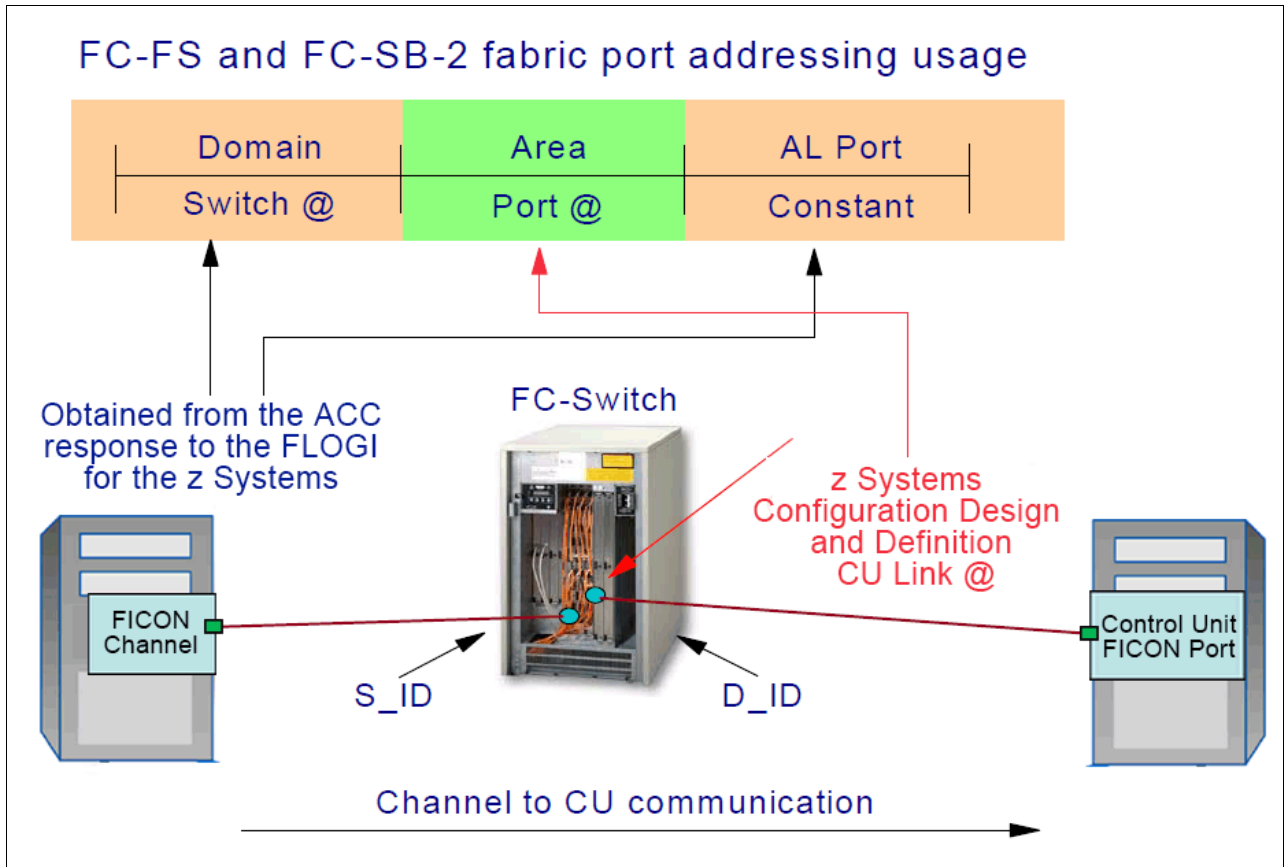 FC-FS and FC-SB-2 fabric port addressing usage
Domain
Area
AL Port
Switch @
Port @
Constant
Obtained from the ACC
response to the FLOGI
for the z Systems
FC-Switch
z Systems
Configuration Design
and Definition
CU Link @
FICON
Channel
Control Unit
FICON Port
S_ID
D_ID
Channel to CU communication